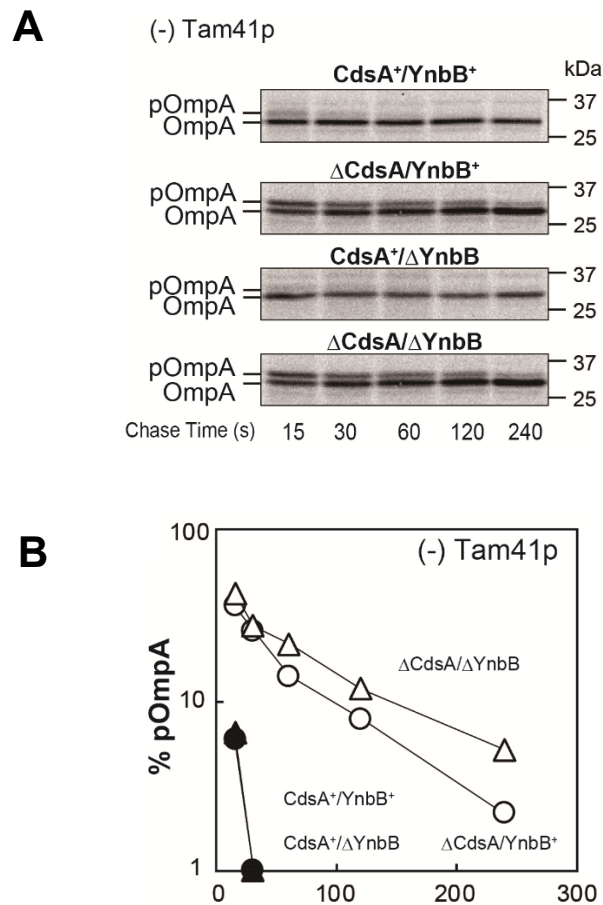 A
(-) Tam41p
CdsA⁺/YnbB⁺
kDa
pOmpA
OmpA
37
25
ΔCdsA/YnbB⁺
pOmpA
OmpA
37
25
CdsA⁺/ΔYnbB
pOmpA
OmpA
37
25
ΔCdsA/ΔYnbB
pOmpA
OmpA
37
25
Chase Time (s) 15 30 60 120 240
B
100
(-) Tam41p
ΔCdsA/ΔYnbB
10
% pOmpA
CdsA⁺/YnbB⁺
CdsA⁺/ΔYnbB
ΔCdsA/YnbB⁺
1
0 100 200 300